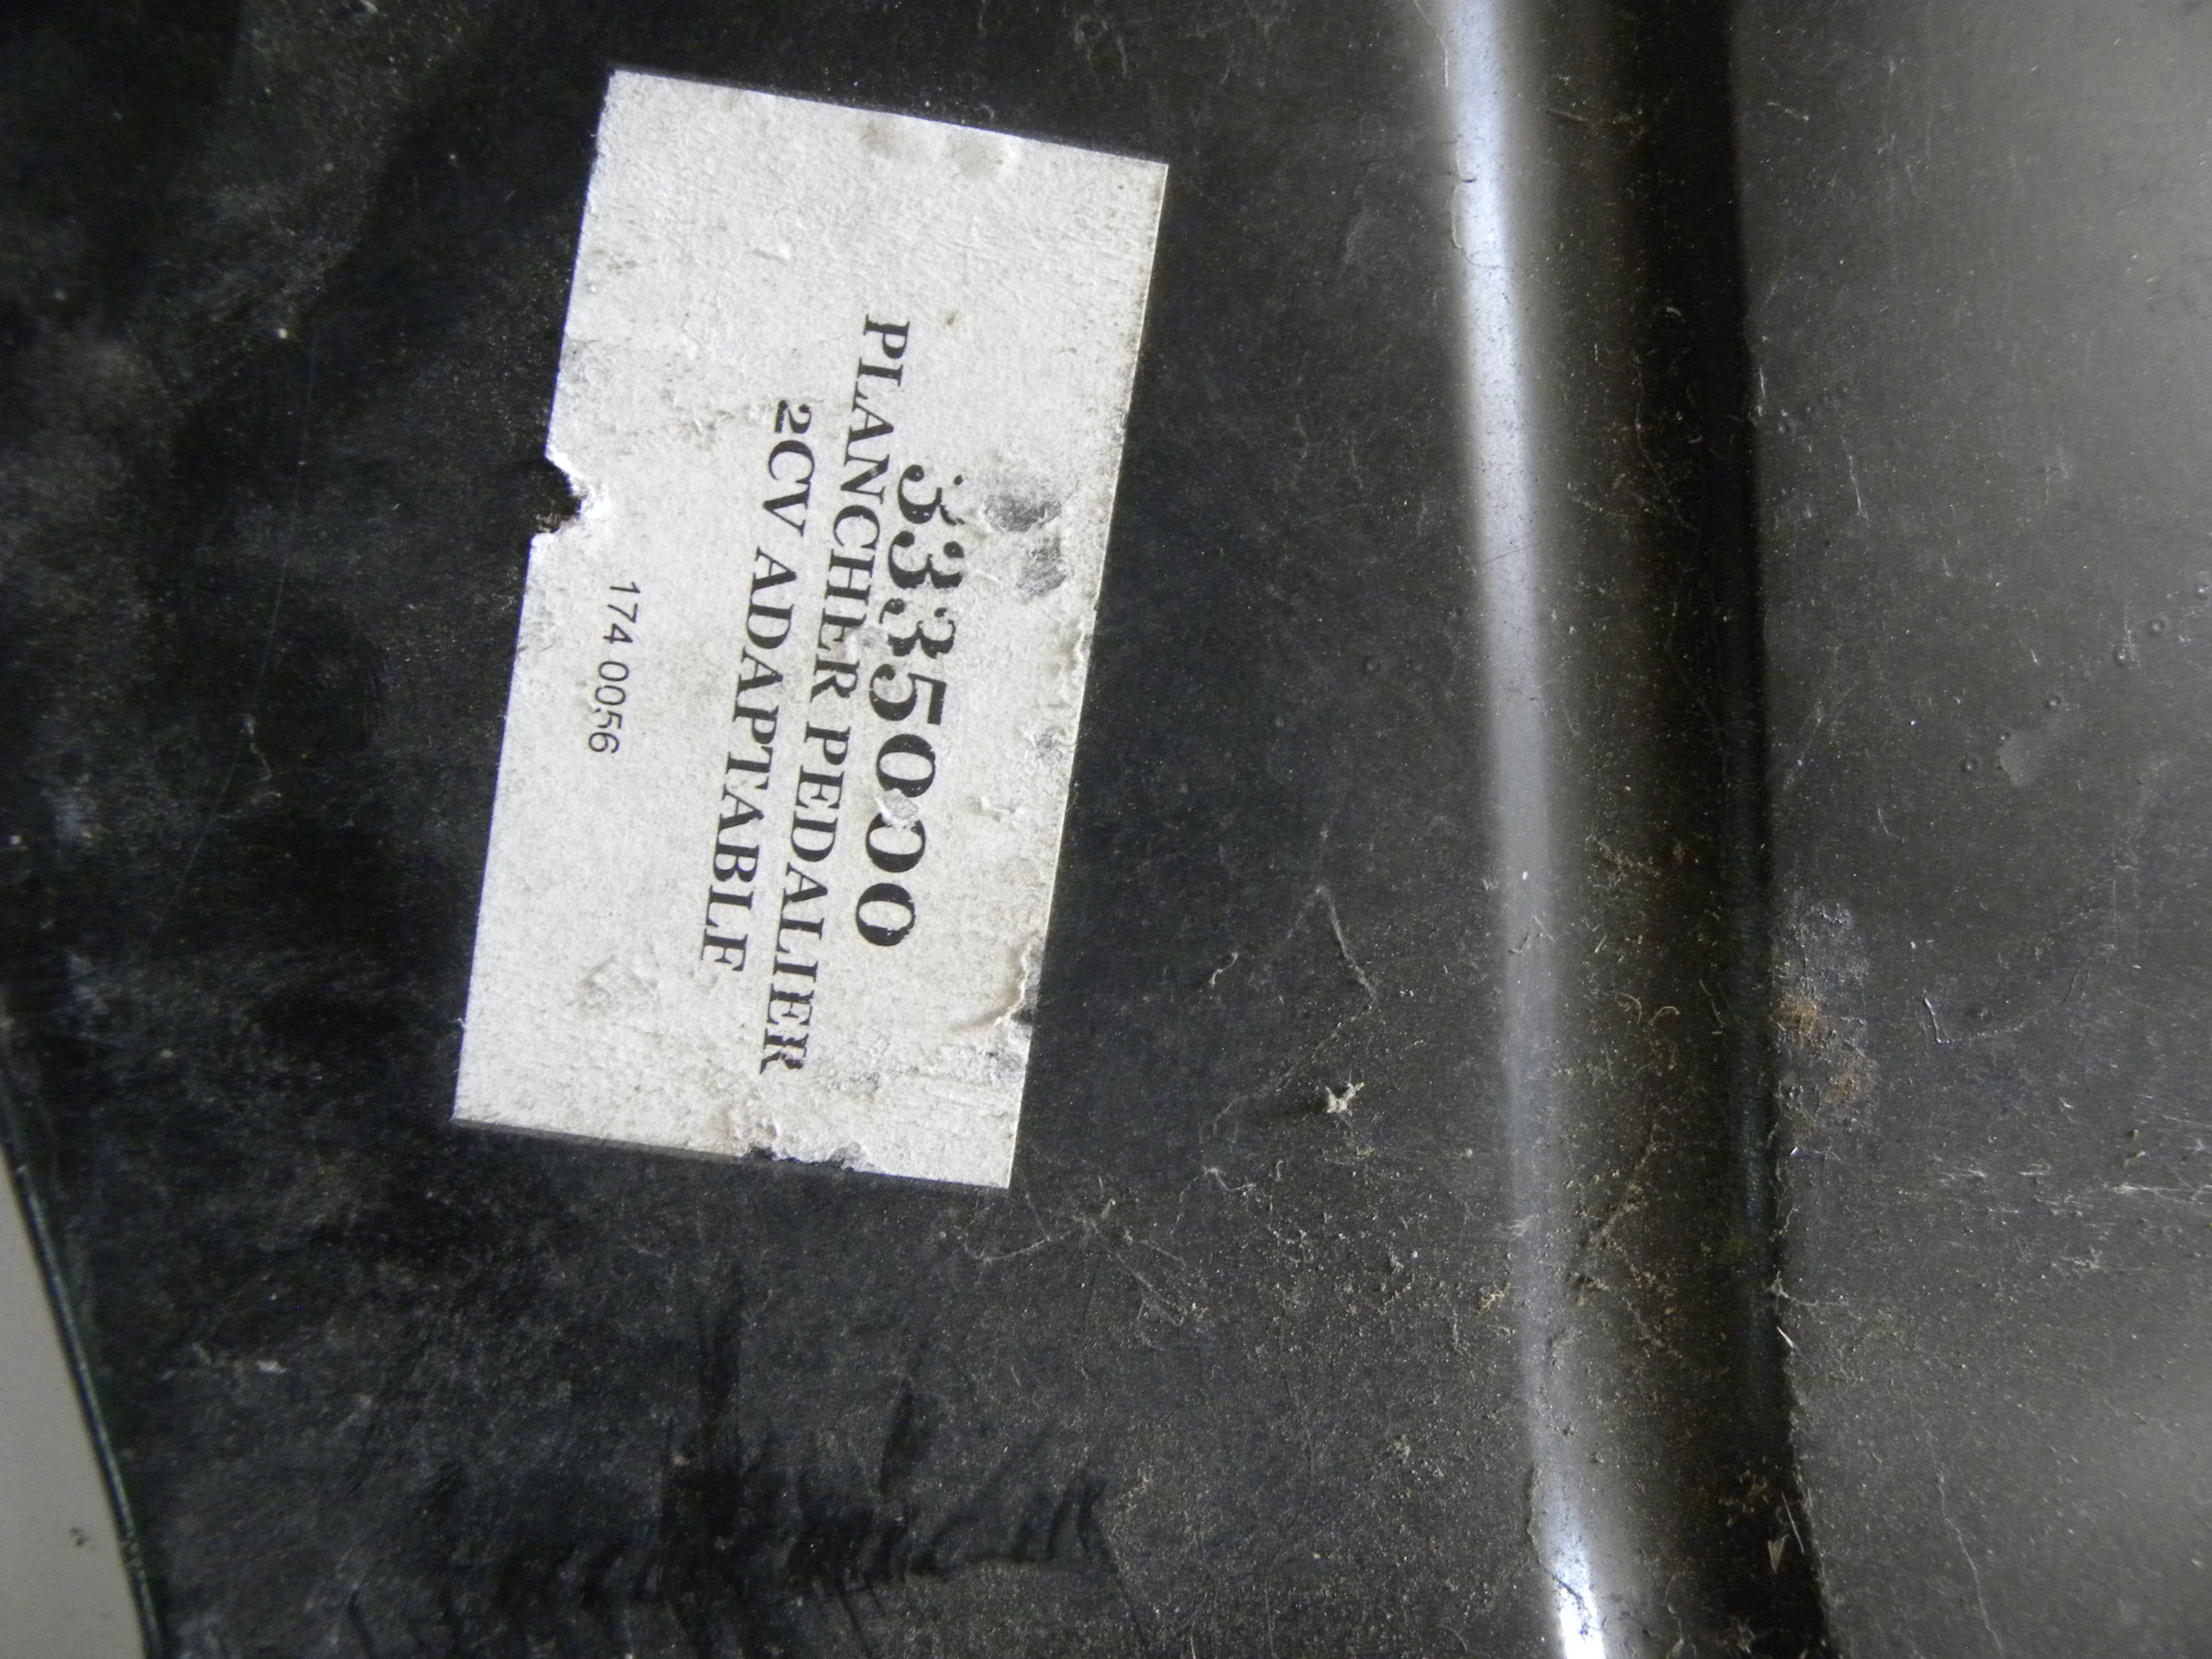 3335000
PLANCHER PEDALIER
2CV ADAPTABLE
174 0056